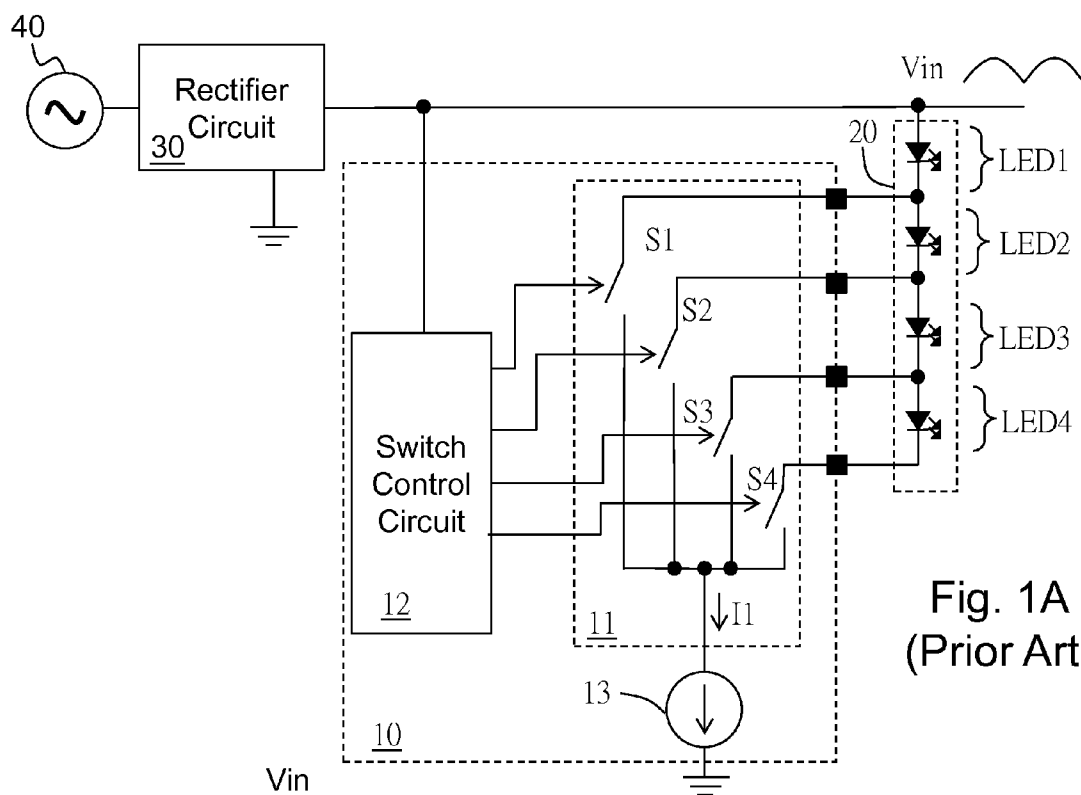 40
Rectifier
Circuit
30
Vin
20
LED1
LED2
LED3
LED4
S1
S2
S3
S4
Switch
Control
Circuit
12
11
I1
13
10
Fig. 1A
(Prior Art
Vin